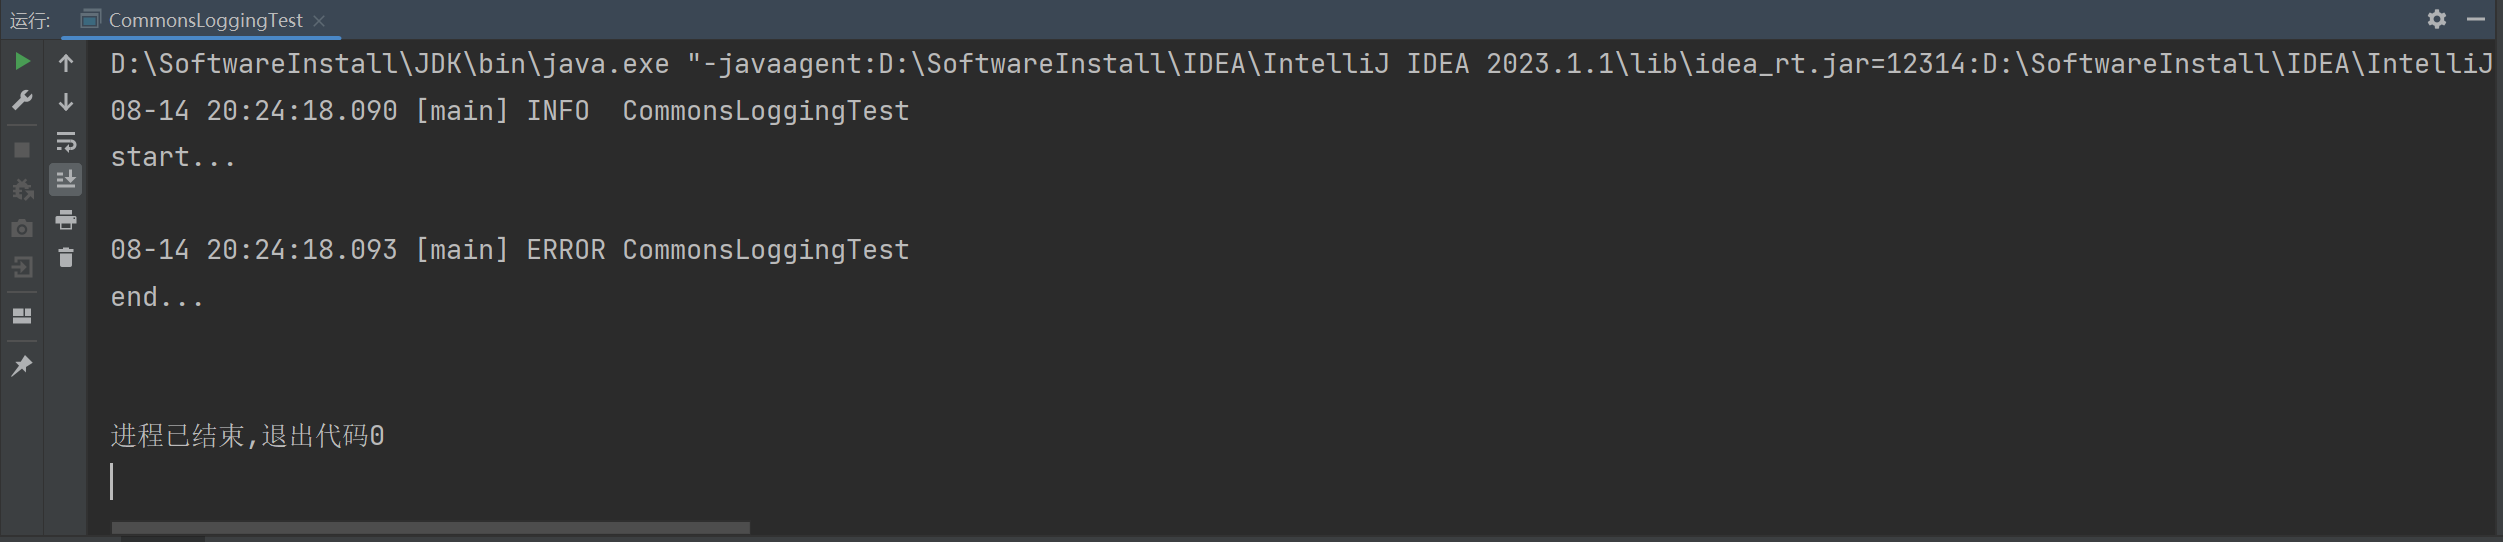 运行: CommonsLoggingTest
D:\SoftwareInstall\JDK\bin\java.exe "-javaagent:D:\SoftwareInstall\IDEA\IntelliJ IDEA 2023.1.1\lib\idea_rt.jar=12314:D:\SoftwareInstall\IDEA\IntelliJ
08-14 20:24:18.090 [main] INFO  CommonsLoggingTest
start...
08-14 20:24:18.093 [main] ERROR CommonsLoggingTest
end...
进程已结束,退出代码0